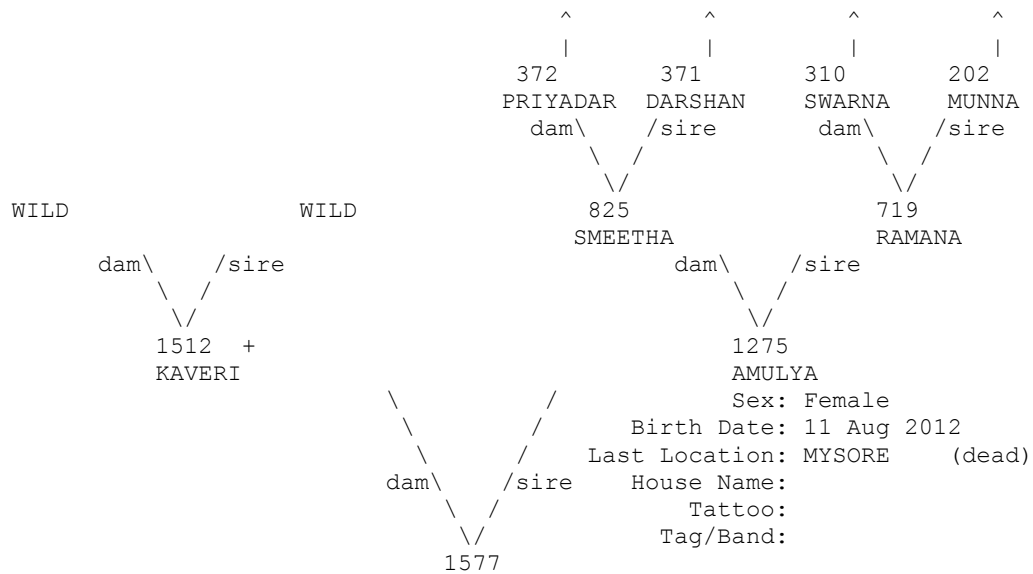 ^ ^ ^ ^
| | | |
372 371 310 202
PRIYADAR DARSHAN SWARNA MUNNA
dam\ /sire dam\ /sire
\ / \ /
\/ \/
WILD WILD 825 719
SMEETHA RAMANA
dam\ /sire dam\ /sire
\ / \ /
\/ \/
1512 + 1275
KAVERI AMULYA
\ / Sex: Female
\ / Birth Date: 11 Aug 2012
\ / Last Location: MYSORE (dead)
dam\ /sire House Name:
\ / Tattoo:
\/ Tag/Band:
1577